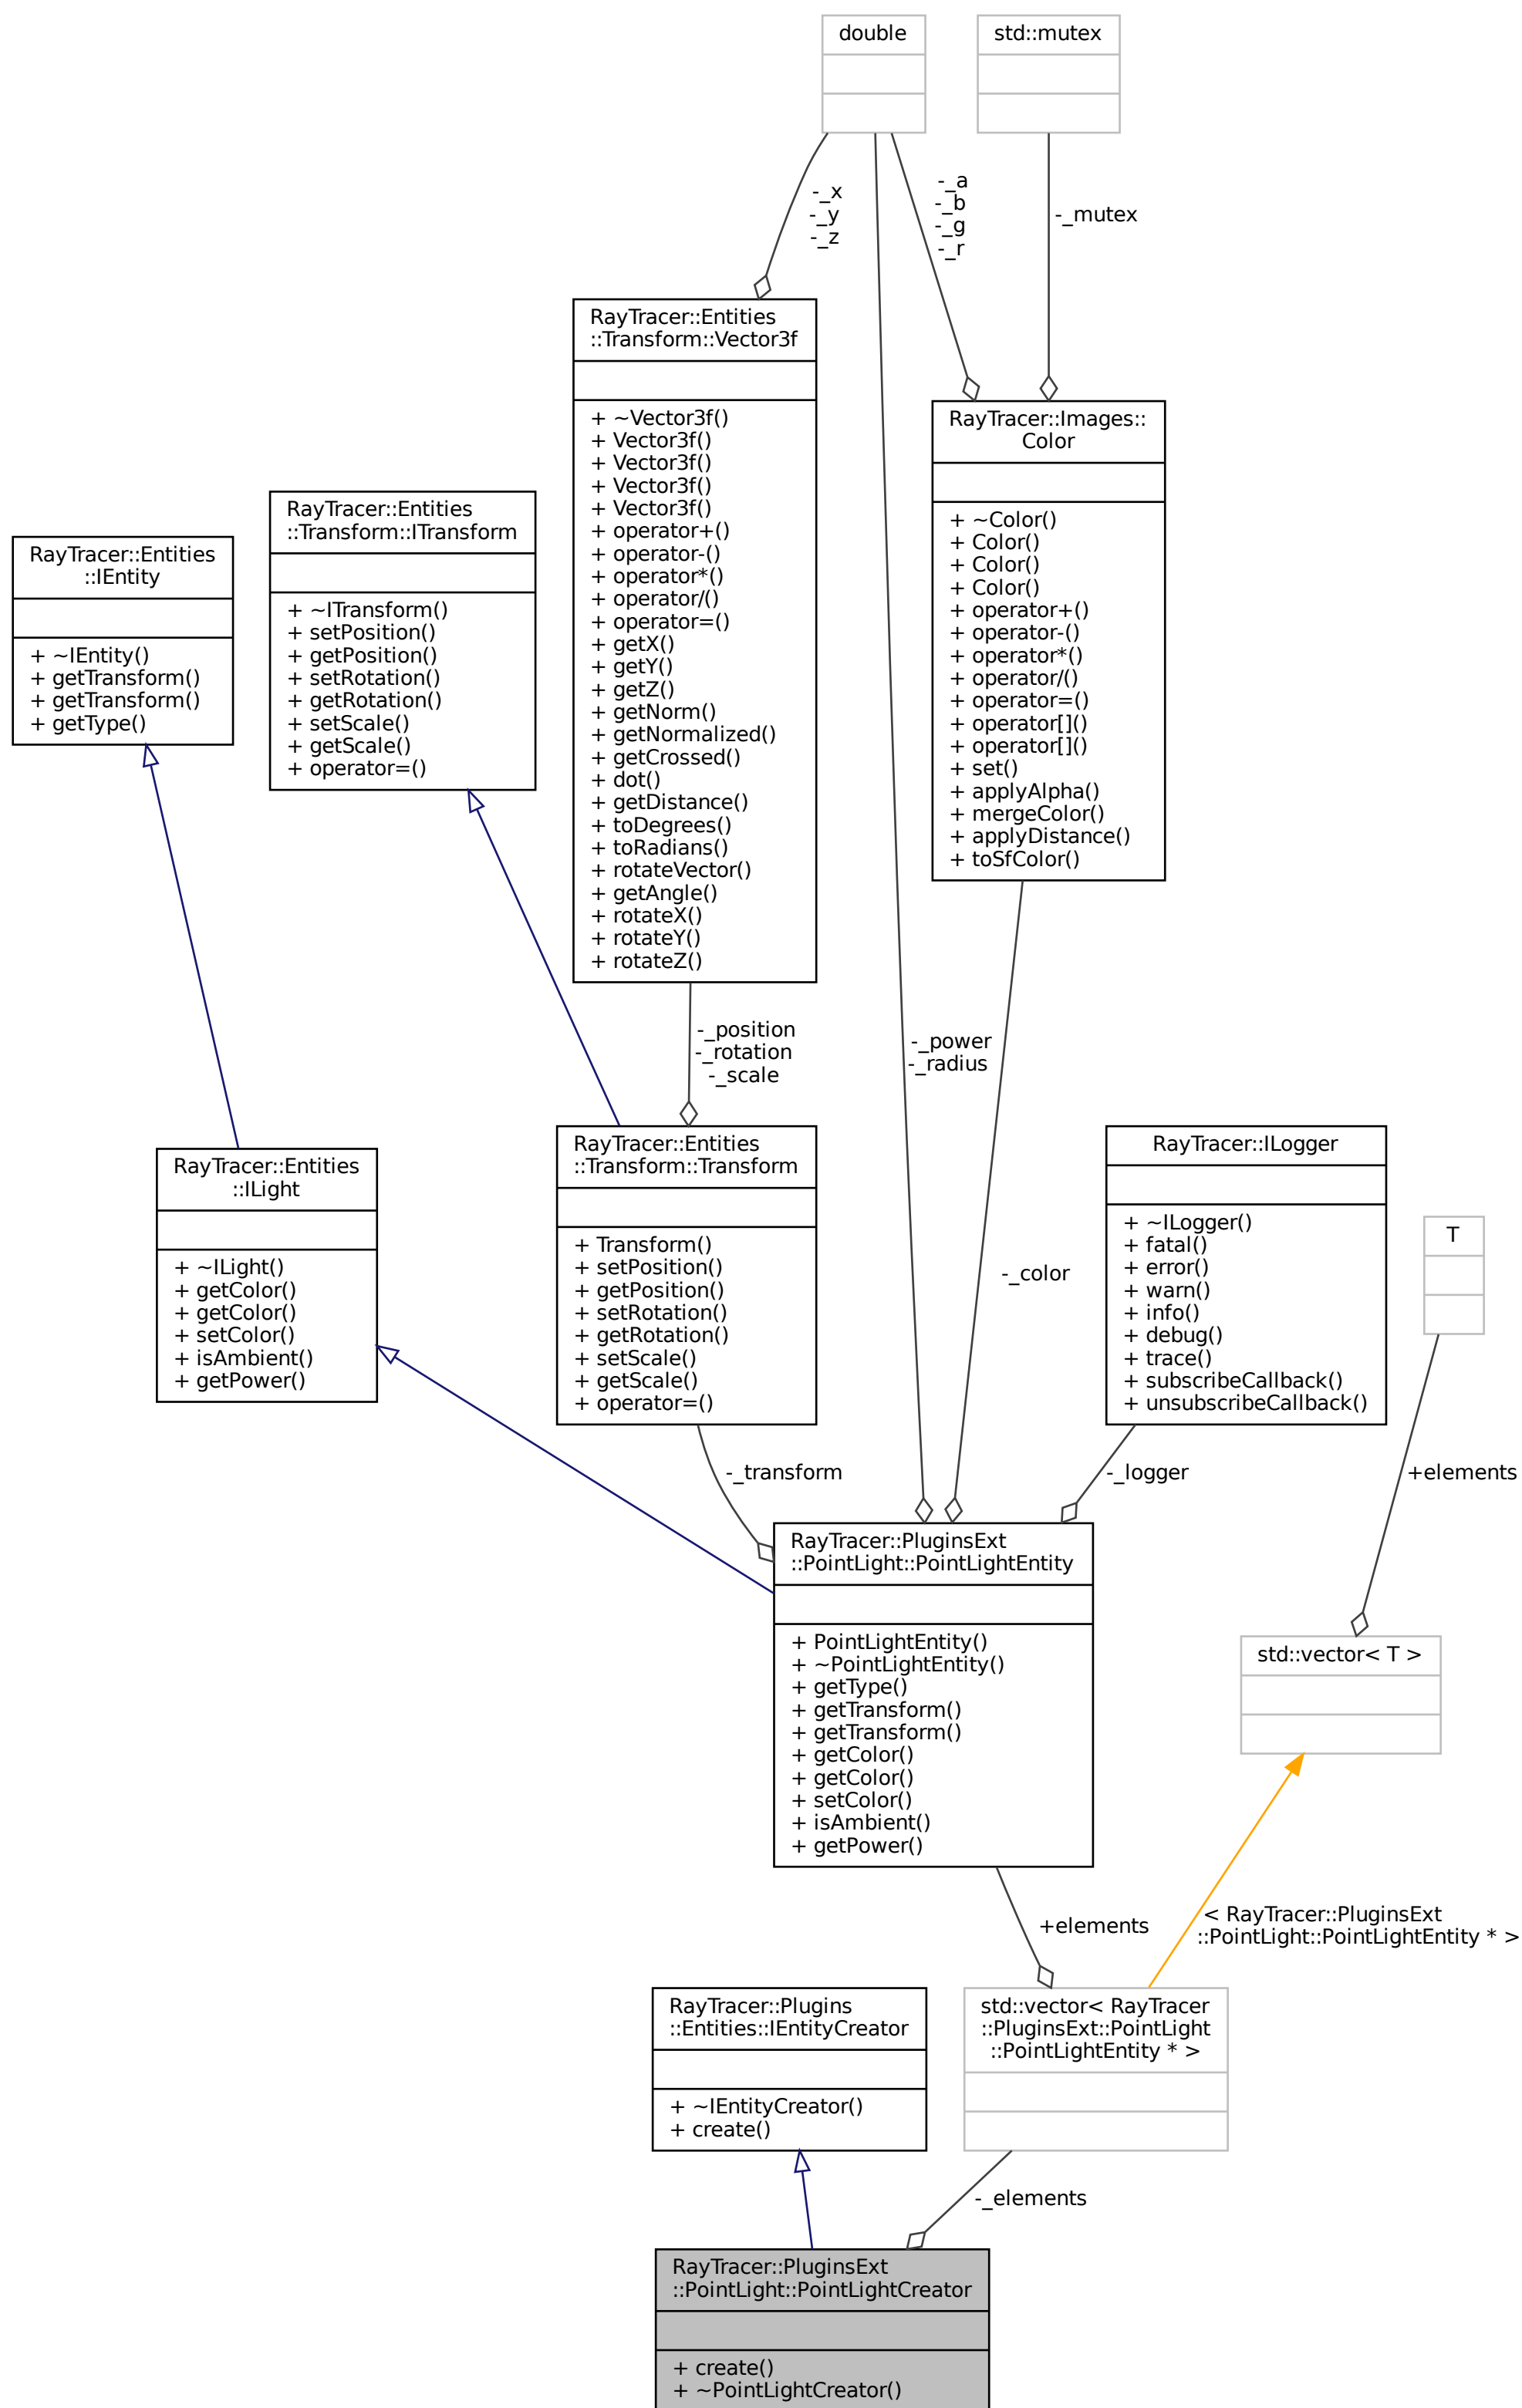 double
std::mutex
-_x
-_y
-_z
-_a
-_b
-_g
-_r
-_mutex
RayTracer::Entities
::Transform::Vector3f
+ ~Vector3f()
+ Vector3f()
+ Vector3f()
+ Vector3f()
+ Vector3f()
+ operator+()
+ operator-()
+ operator*()
+ operator/()
+ operator=()
+ getX()
+ getY()
+ getZ()
+ getNorm()
+ getNormalized()
+ getCrossed()
+ dot()
+ getDistance()
+ toDegrees()
+ toRadians()
+ rotateVector()
+ getAngle()
+ rotateX()
+ rotateY()
+ rotateZ()
RayTracer::Images::
Color
+ ~Color()
+ Color()
+ Color()
+ Color()
+ operator+()
+ operator-()
+ operator*()
+ operator/()
+ operator=()
+ operator[]()
+ operator[]()
+ set()
+ applyAlpha()
+ mergeColor()
+ applyDistance()
+ toSfColor()
RayTracer::Entities
::Transform::ITransform
+ ~ITransform()
+ setPosition()
+ getPosition()
+ setRotation()
+ getRotation()
+ setScale()
+ getScale()
+ operator=()
RayTracer::Entities
::IEntity
+ ~IEntity()
+ getTransform()
+ getTransform()
+ getType()
-_position
-_rotation
-_scale
-_power
-_radius
RayTracer::Entities
::ILight
+ ~ILight()
+ getColor()
+ getColor()
+ setColor()
+ isAmbient()
+ getPower()
RayTracer::Entities
::Transform::Transform
+ Transform()
+ setPosition()
+ getPosition()
+ setRotation()
+ getRotation()
+ setScale()
+ getScale()
+ operator=()
-_color
RayTracer::ILogger
+ ~ILogger()
+ fatal()
+ error()
+ warn()
+ info()
+ debug()
+ trace()
+ subscribeCallback()
+ unsubscribeCallback()
T
-_transform
-_logger
+elements
RayTracer::PluginsExt
::PointLight::PointLightEntity
+ PointLightEntity()
+ ~PointLightEntity()
+ getType()
+ getTransform()
+ getTransform()
+ getColor()
+ getColor()
+ setColor()
+ isAmbient()
+ getPower()
std::vector< T >
+elements
< RayTracer::PluginsExt
::PointLight::PointLightEntity * >
RayTracer::Plugins
::Entities::IEntityCreator
+ ~IEntityCreator()
+ create()
std::vector< RayTracer
::PluginsExt::PointLight
::PointLightEntity * >
-_elements
RayTracer::PluginsExt
::PointLight::PointLightCreator
+ create()
+ ~PointLightCreator()